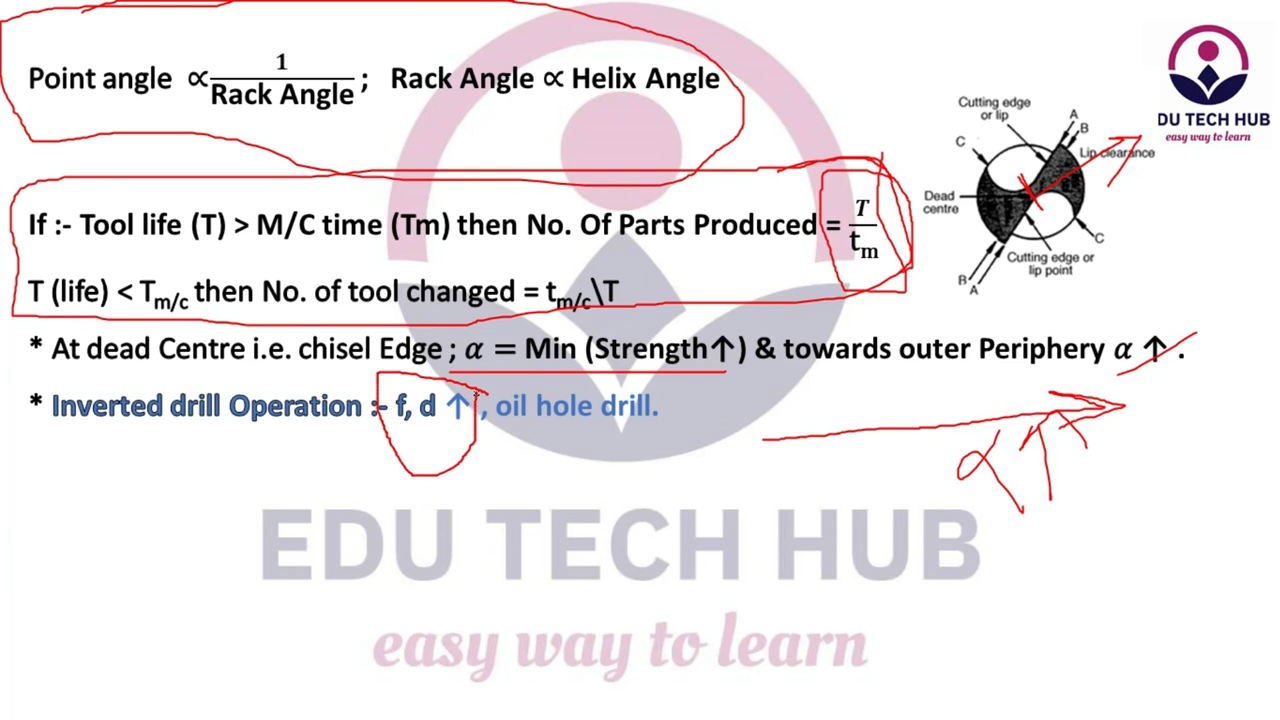 Point angle ∝ 1/Rack Angle ; Rack Angle ∝ Helix Angle
DU TECH HUB
easy way to learn
Cutting edge
or lip
A
B
C
Lip clearance
Dead
centre
C
Cutting edge or
lip point
B
A
If :- Tool life (T) > M/C time (Tm) then No. Of Parts Produced = T/tm
T (life) < Tm/c then No. of tool changed = tm/c\T
* At dead Centre i.e. chisel Edge ; α = Min (Strength↑) & towards outer Periphery α ↑ .
* Inverted drill Operation :- f, d ↑ , oil hole drill.
α ↑
EDU TECH HUB
easy way to learn